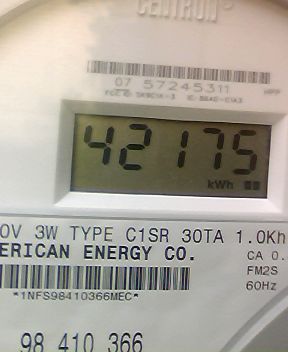 CENTRON®
07 57245311
42175
kWh
0V 3W TYPE C1SR 30TA 1.0Kh
ERICAN ENERGY CO.
CA 0.
FM2S
60Hz
*1NFS98410366MEC*
98 410 366